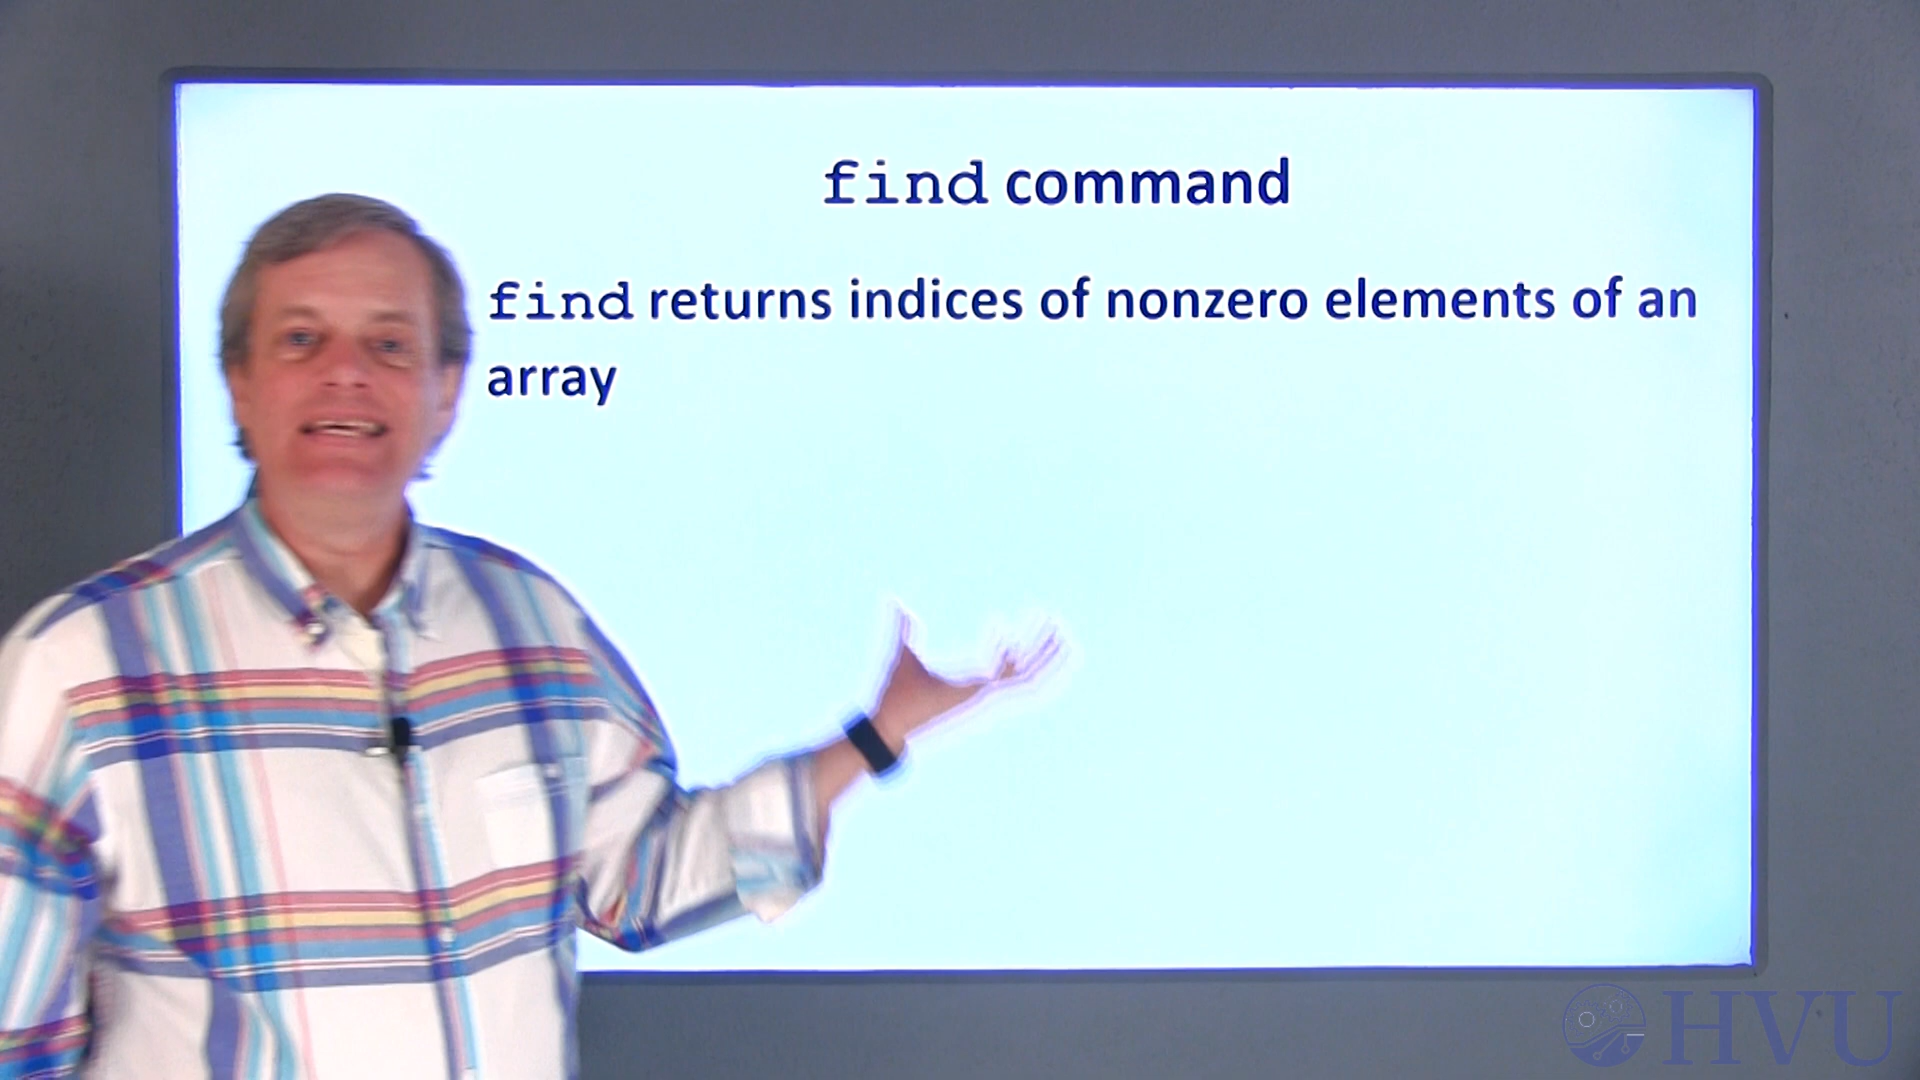 find command
find returns indices of nonzero elements of an
array
HVU